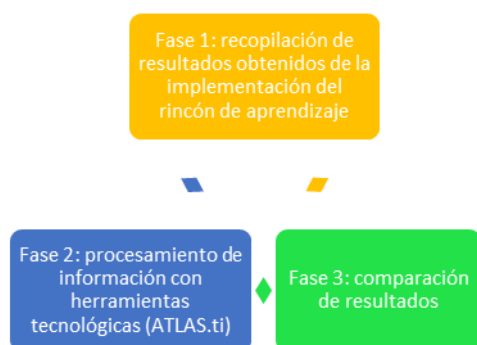 Fase 1: recopilación de
resultados obtenidos de la
implementación del
rincón de aprendizaje
Fase 2: procesamiento de
información con
herramientas
tecnológicas (ATLAS.ti)
Fase 3: comparación
de resultados